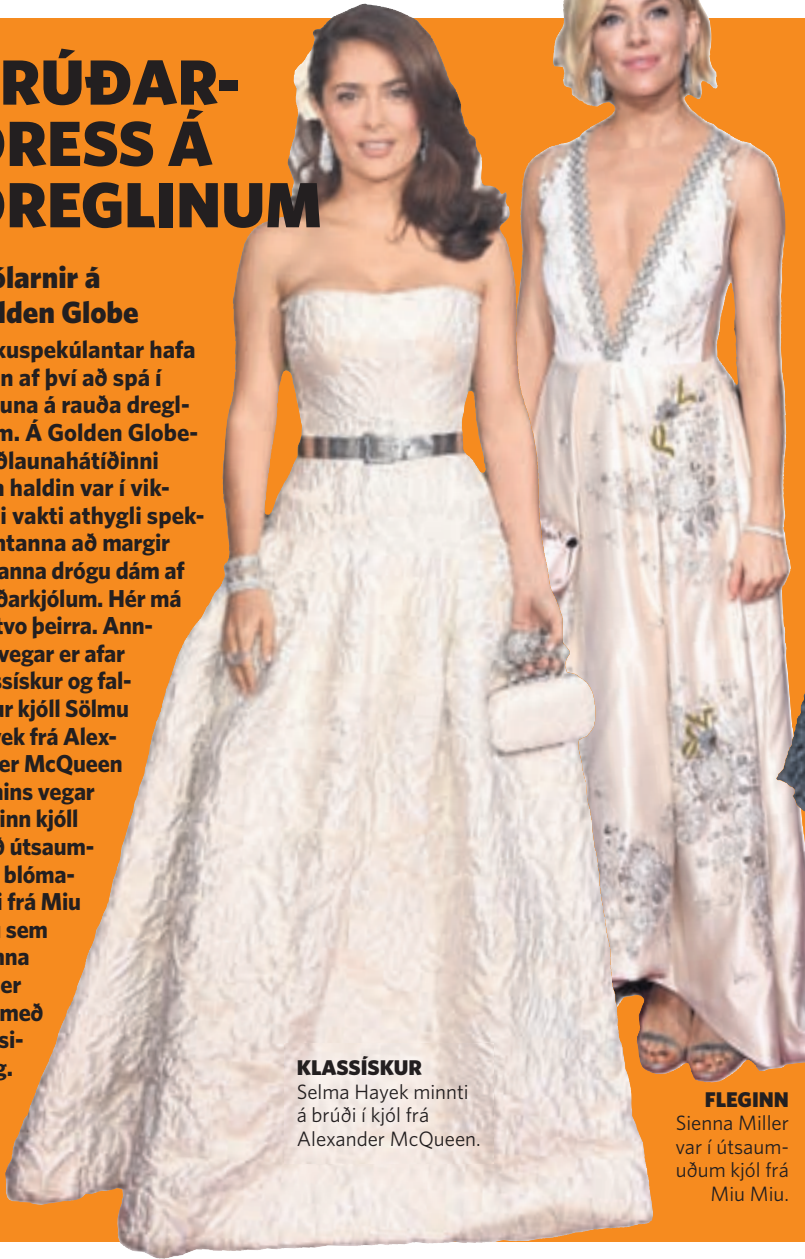 RÚÐAR-
DRESS Á
DREGLINUM
ólarnir á
lden Globe
kuspekúlantar hafa
n af því að spá í
una á rauða dregl-
m. Á Golden Globe-
ðlaunahátíðinni
n haldin var í vik-
i vakti athygli spek-
ntanna að margir
anna drógu dám af
ðarkjólum. Hér má
tvo þeirra. Ann-
vegar er afar
ssískur og fal-
ur kjóll Sölmu
yek frá Alex-
er McQueen
hins vegar
inn kjóll
ð útsaum-
blóma-
i frá Miu
sem
nna
er
með
si-
g.
KLASSÍSKUR
Selma Hayek minnti
á brúði í kjól frá
Alexander McQueen.
FLEGINN
Sienna Miller
var í útsaum-
uðum kjól frá
Miu Miu.